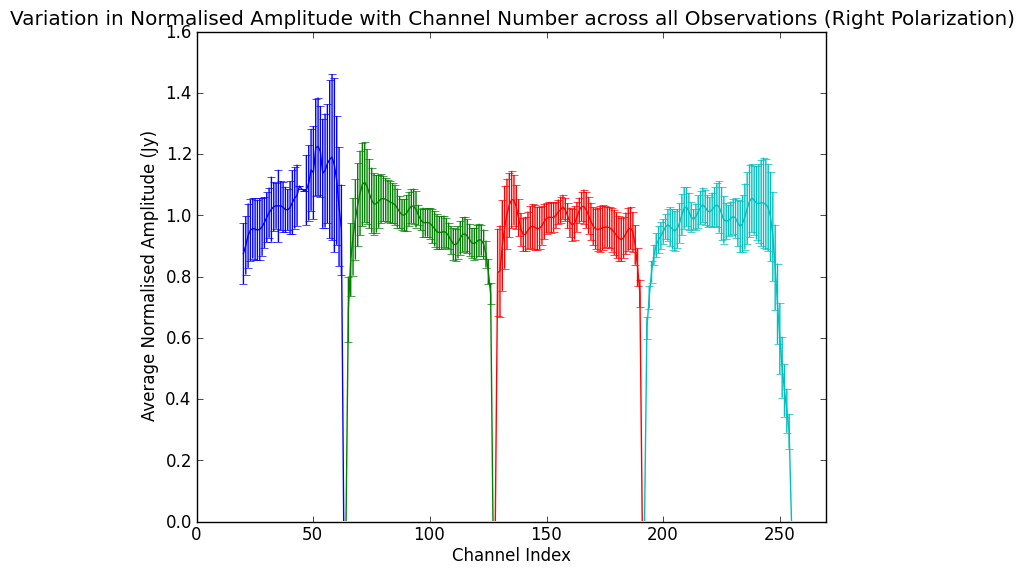 Variation in Normalised Amplitude with Channel Number across all Observations (Right Polarization)
1.6
1.4
1.2
1.0
0.8
0.6
0.4
0.2
0.0
Average Normalised Amplitude (Jy)
0 50 100 150 200 250
Channel Index